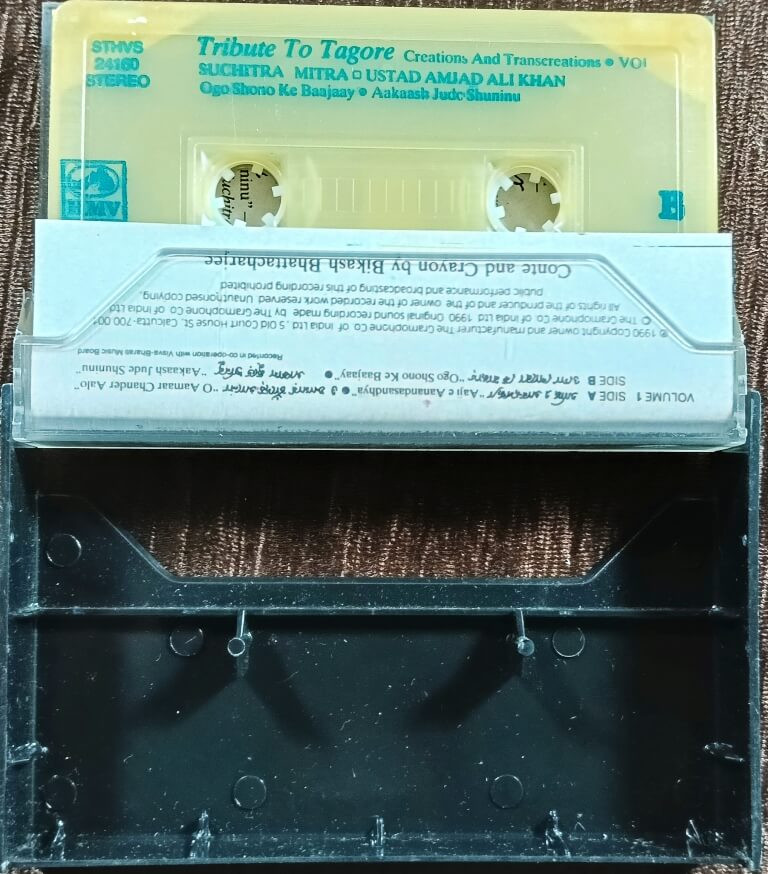 STHVS
24160
STEREO
Tribute To Tagore Creations And Transcreations • VOl
SUCHITRA MITRA □ USTAD AMJAD ALI KHAN
Ogo Shono Ke Baajaay • Aakaash Jude Shuninu
HMV
B
ninu" –
uchitr
VOLUME 1 SIDE A "Aaji e Aanandasandhya" • "O Aamaar Chander Aalo"
SIDE B ওগো শোনো কে বাজায় "Ogo Shono Ke Baajaay" • আকাশ জুড়ে শুনিনু "Aakaash Jude Shuninu"
Recorded in co-operation with Visva-Bharati Music Board
℗ 1990 Copyright owner and manufacturer The Gramophone Co of India Ltd., 5 Old Court House St, Calcutta-700 001
© The Gramophone Co of India Ltd 1990 Original sound recording made by The Gramophone Co of India Ltd
All rights of the producer and of the owner of the recorded work reserved Unauthorised copying,
public performance and broadcasting of this recording prohibited
Conte and Crayon by Bikash Bhattacharjee